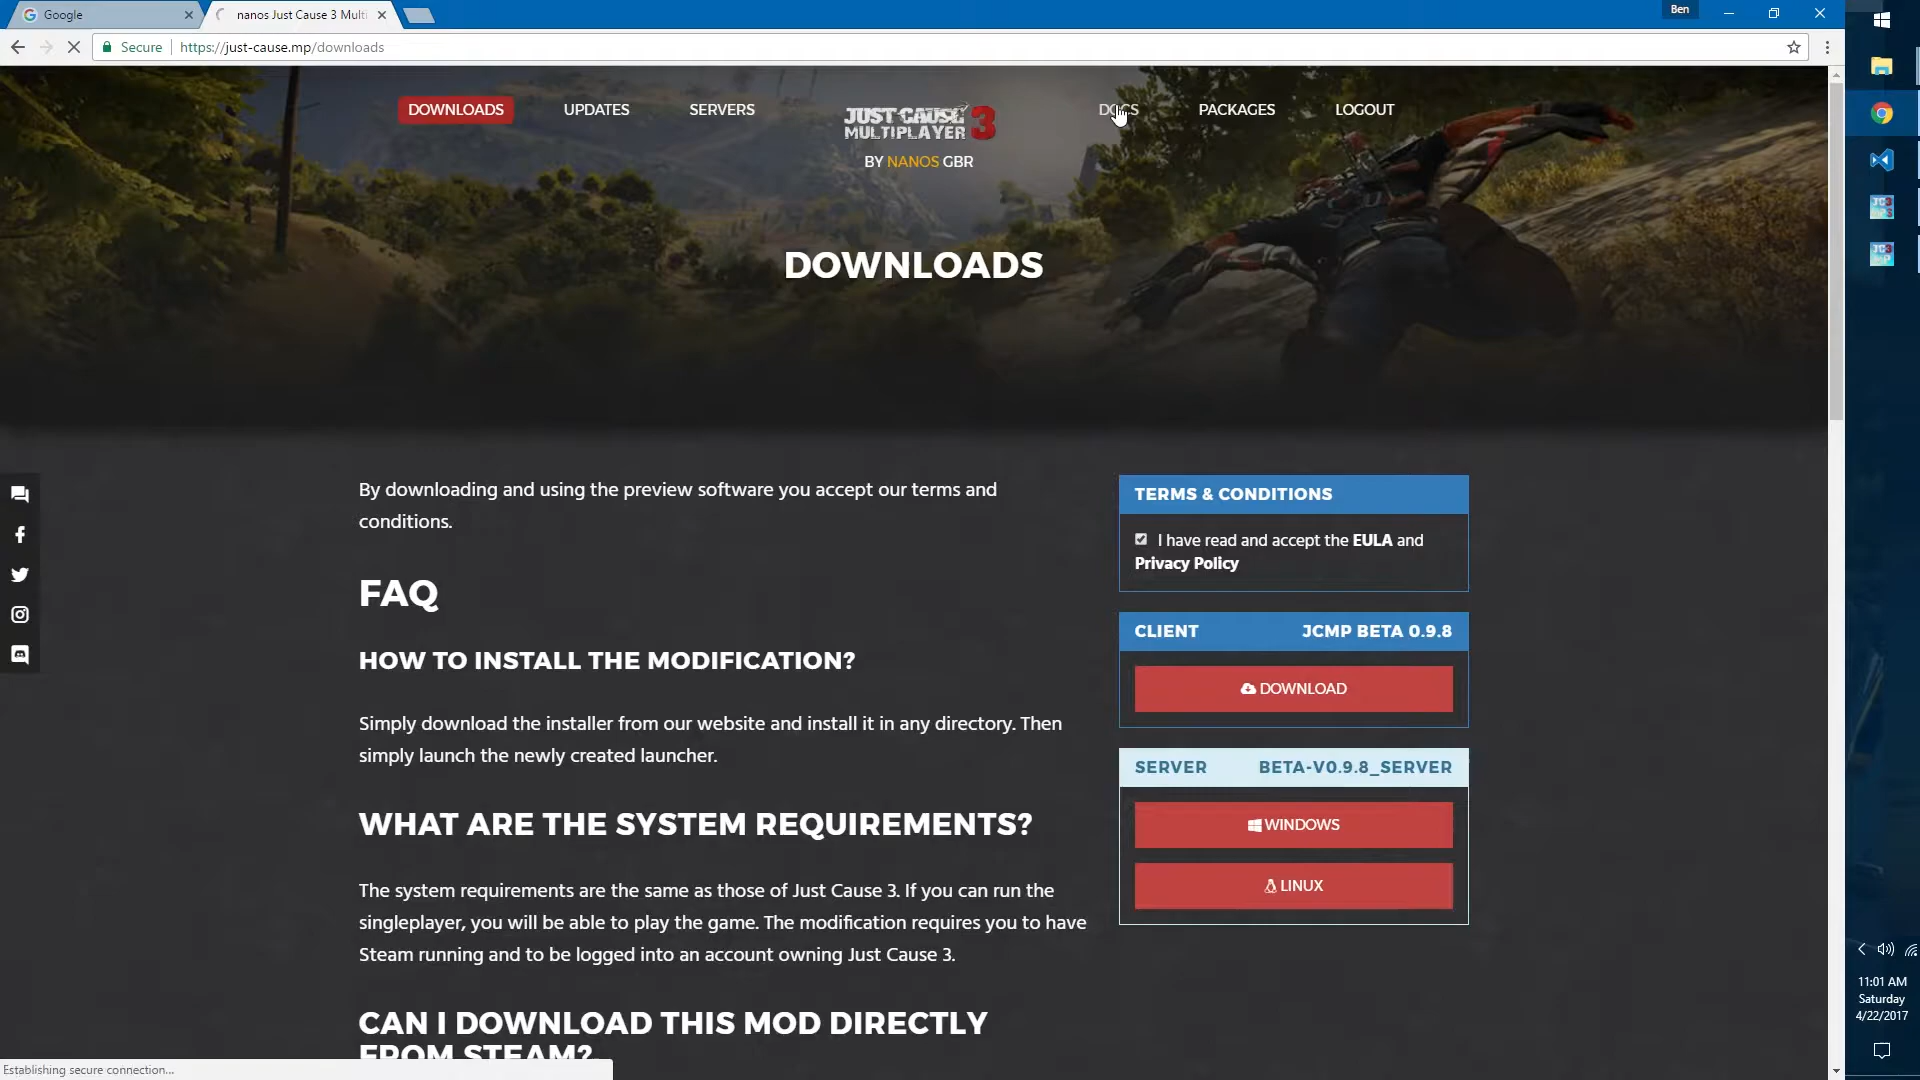 Google
nanos Just Cause 3 Multi
Ben
Secure
https://just-cause.mp/downloads
DOWNLOADS
UPDATES
SERVERS
JUST CAUSE
MULTIPLAYER 3
BY NANOS GBR
DOCS
PACKAGES
LOGOUT
DOWNLOADS
By downloading and using the preview software you accept our terms and
conditions.
FAQ
HOW TO INSTALL THE MODIFICATION?
Simply download the installer from our website and install it in any directory. Then
simply launch the newly created launcher.
WHAT ARE THE SYSTEM REQUIREMENTS?
The system requirements are the same as those of Just Cause 3. If you can run the
singleplayer, you will be able to play the game. The modification requires you to have
Steam running and to be logged into an account owning Just Cause 3.
CAN I DOWNLOAD THIS MOD DIRECTLY
FROM STEAM?
TERMS & CONDITIONS
I have read and accept the EULA and
Privacy Policy
CLIENT JCMP BETA 0.9.8
DOWNLOAD
SERVER BETA-V0.9.8_SERVER
WINDOWS
LINUX
Establishing secure connection...
11:01 AM
Saturday
4/22/2017